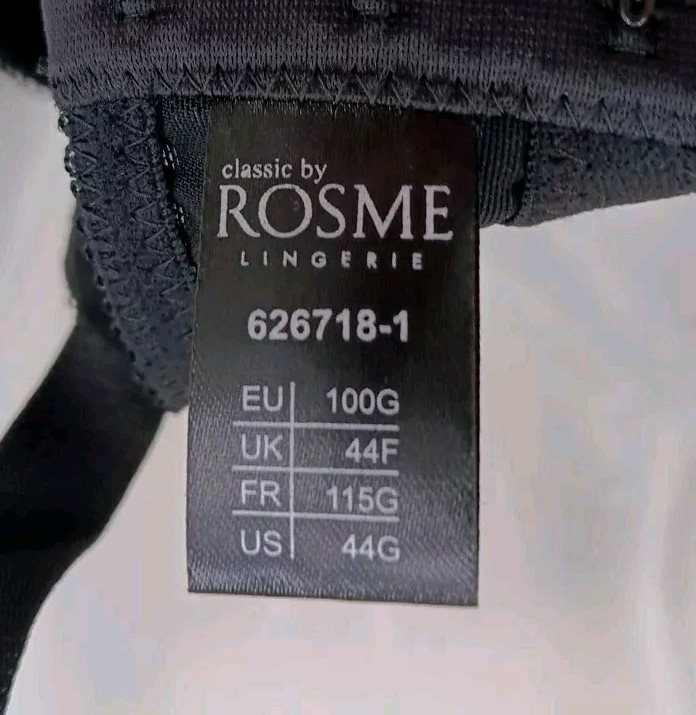 classic by
ROSME
LINGERIE
626718-1
EU 100G
UK 44F
FR 115G
US 44G